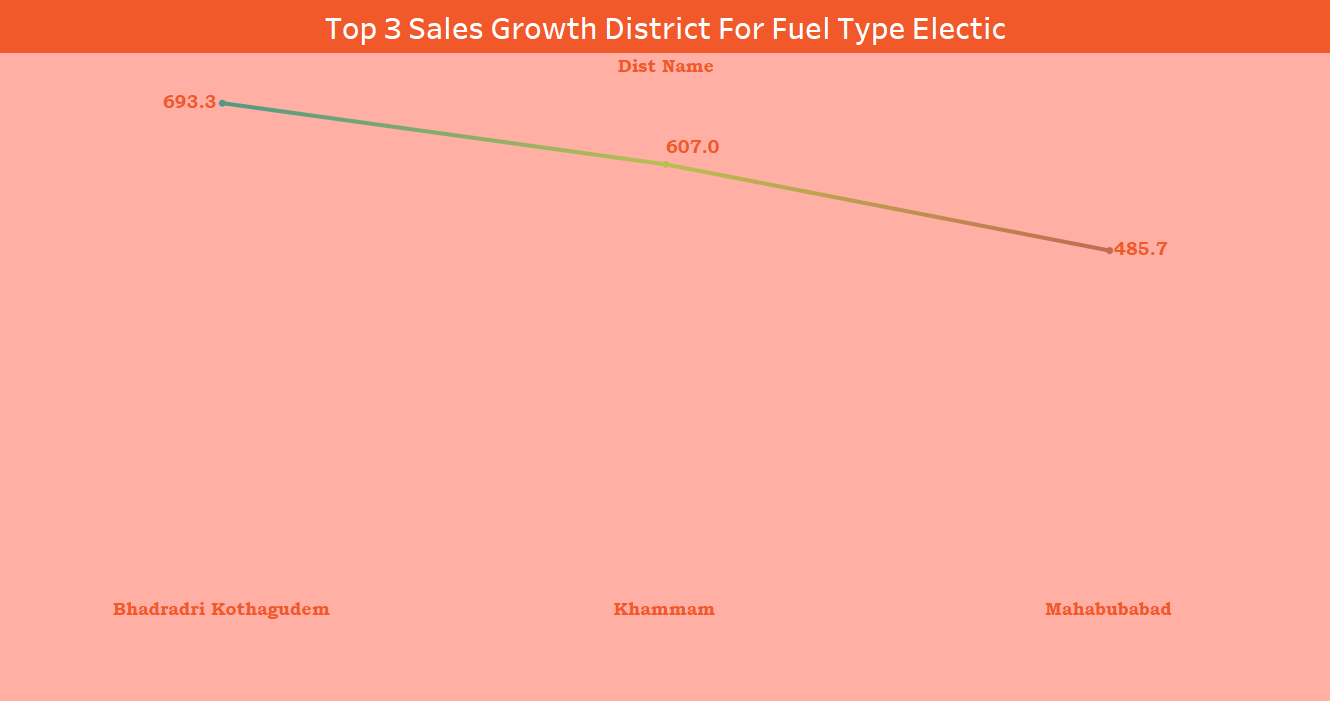 Top 3 Sales Growth District For Fuel Type Electic
Dist Name
693.3
607.0
485.7
Bhadradri Kothagudem
Khammam
Mahabubabad